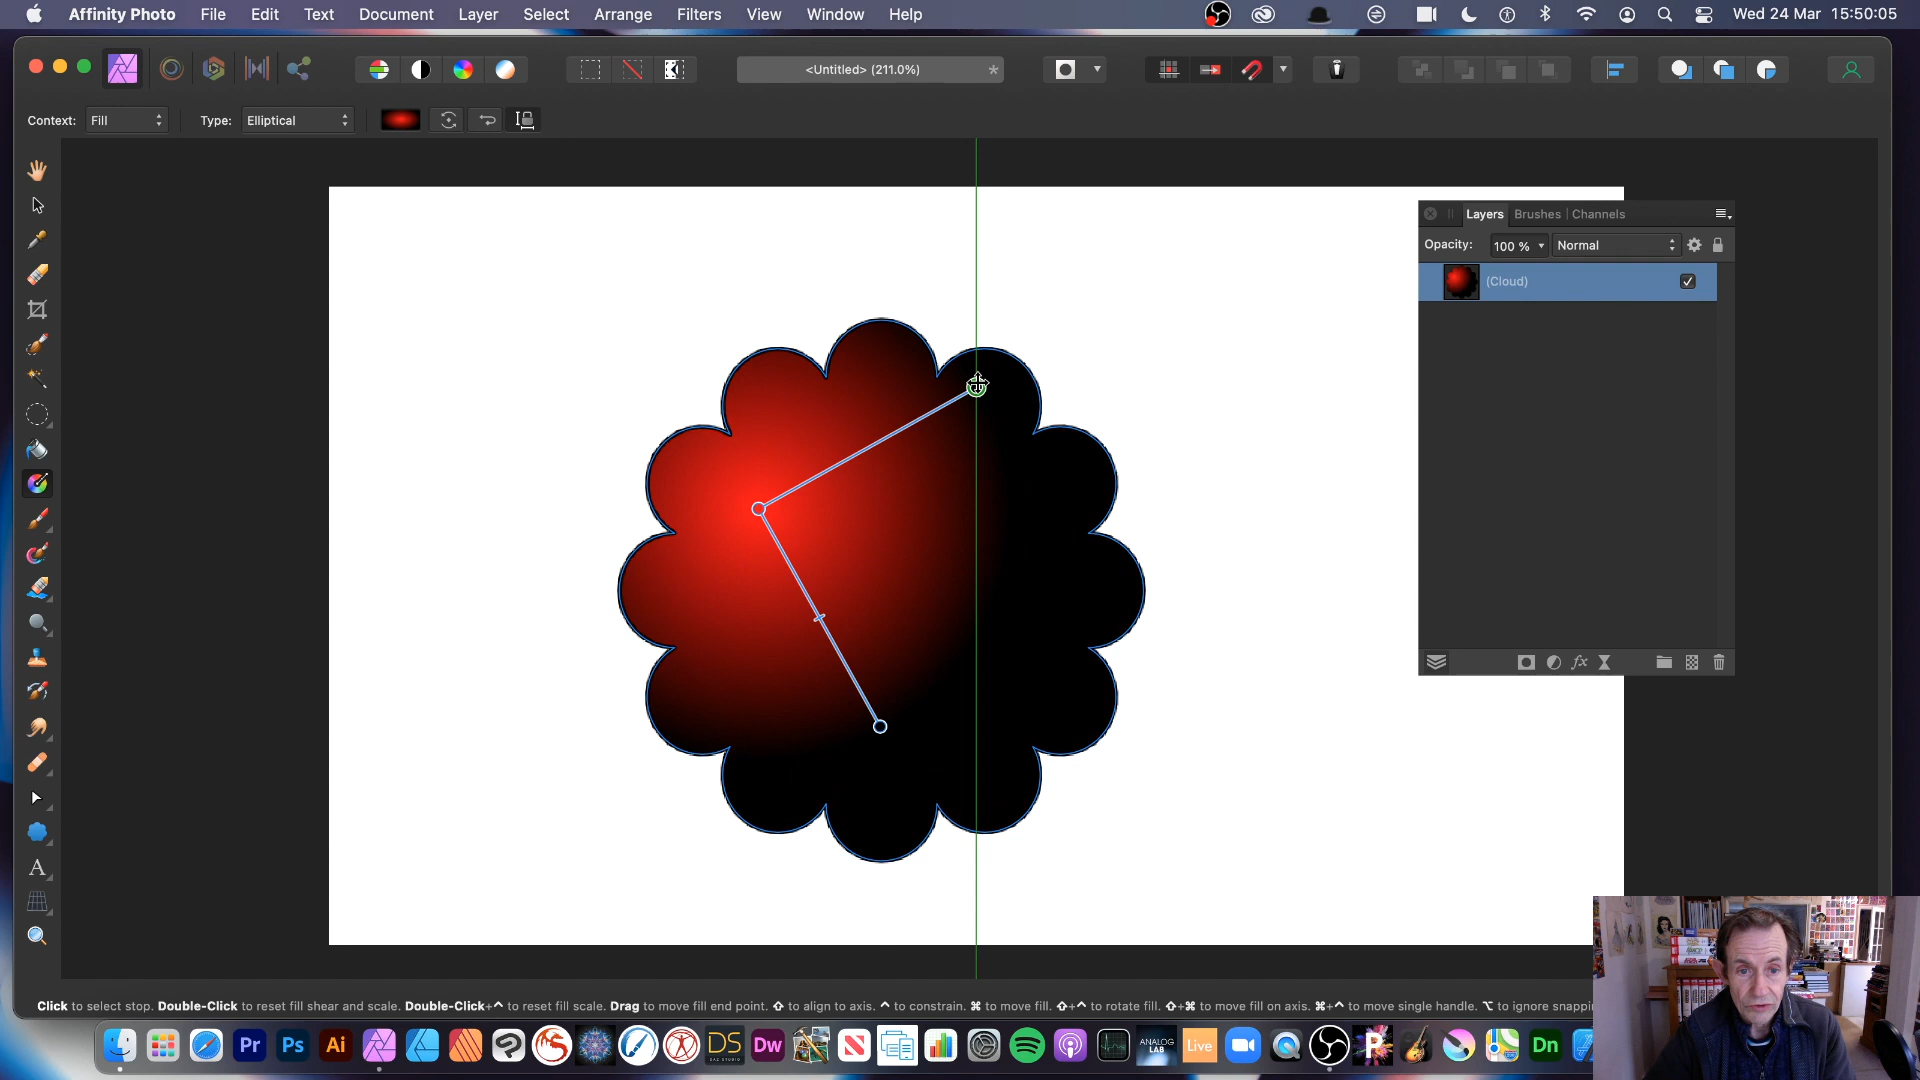 Affinity Photo File Edit Text Document Layer Select Arrange Filters View Window Help Wed 24 Mar 15:50:05
<Untitled> (211.0%) *
Context: Fill Type: Elliptical
Layers Brushes Channels
Opacity: 100 % Normal
(Cloud)
A
Click to select stop. Double-Click to reset fill shear and scale. Double-Click+^ to reset fill scale. Drag to move fill end point. ⇧ to align to axis. ^ to constrain. ⌘ to move fill. ⇧+^ to rotate fill. ⇧+⌘ to move fill on axis. ⌘+^ to move single handle. ⌥ to ignore snappin
Pr Ps Ai DS Dw N ANALOG LAB Live P Dn